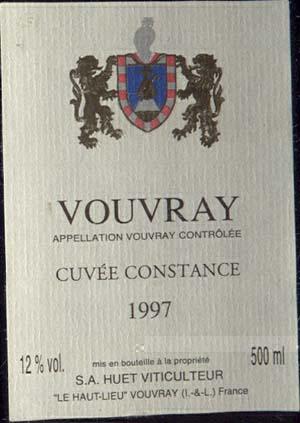 VOUVRAY
APPELLATION VOUVRAY CONTRÔLÉE
CUVÉE CONSTANCE
1997
12 % vol. mis en bouteille à la propriété 500 ml
S.A. HUET VITICULTEUR
"LE HAUT-LIEU" VOUVRAY (I.-&-L.) France